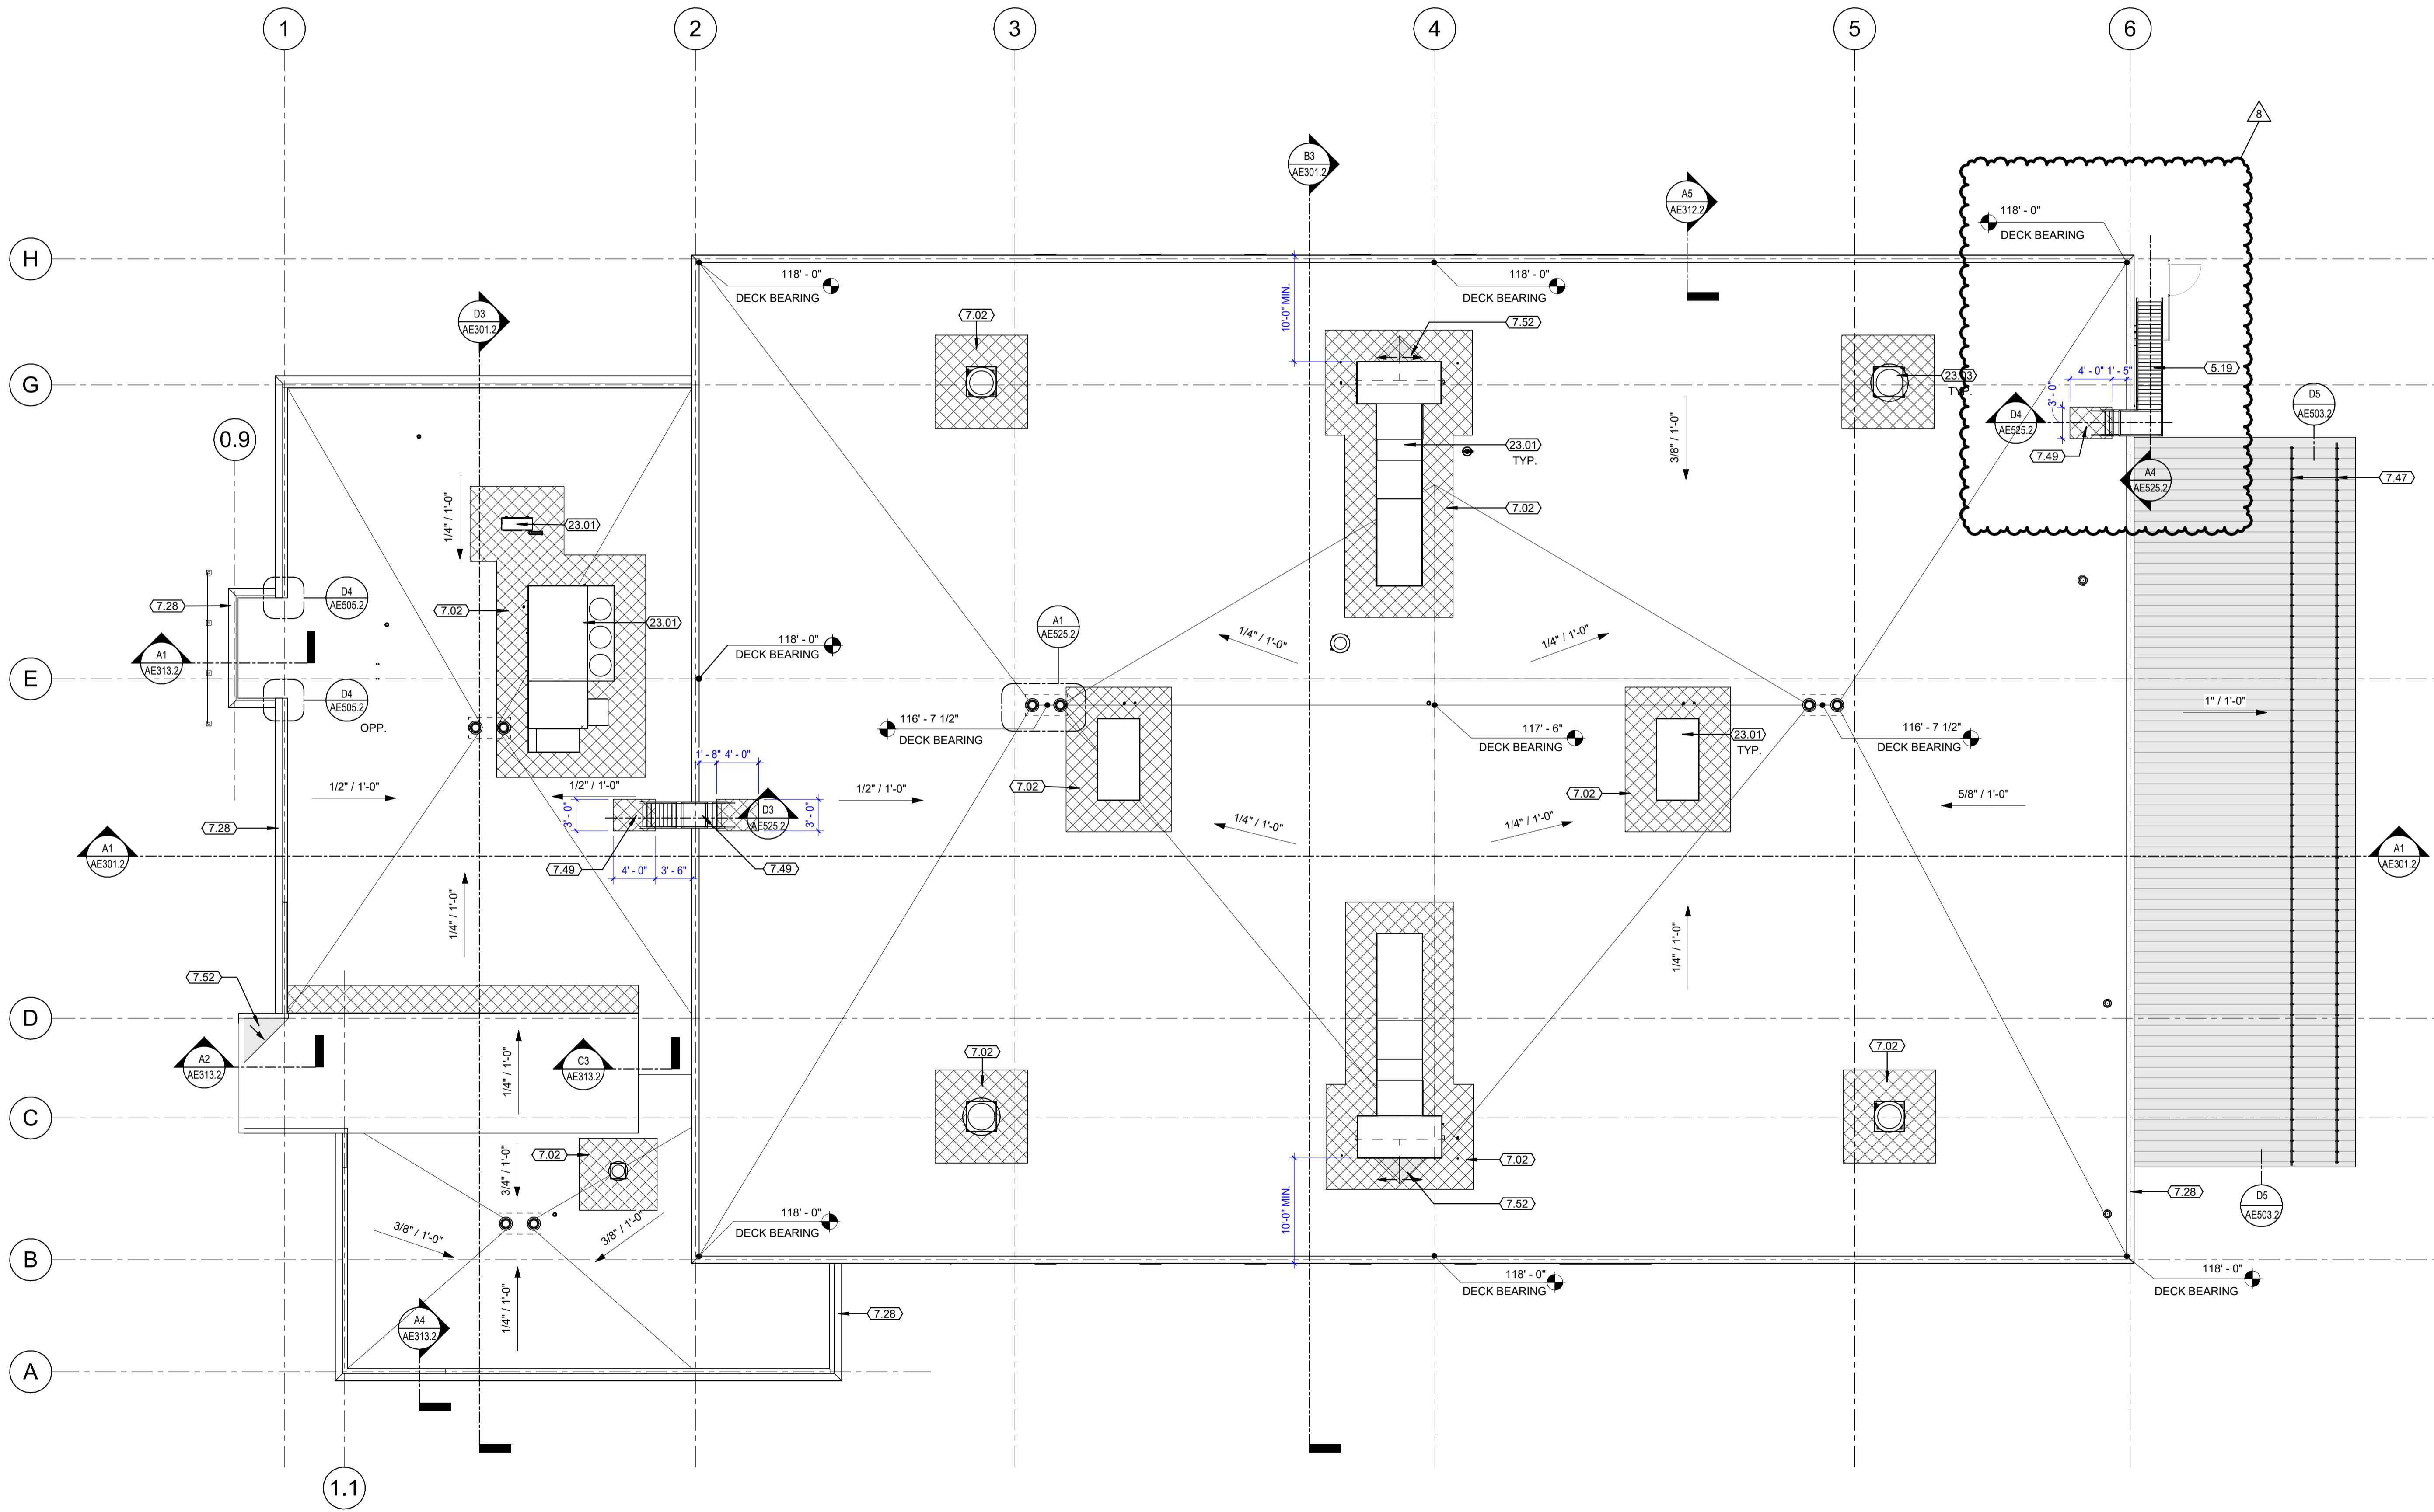 1
2
3
4
5
6
8
B3
AE301.2
A5
AE312.2
118' - 0"
DECK BEARING
H
118' - 0"
DECK BEARING
118' - 0"
DECK BEARING
10'-0" MIN.
D3
AE301.2
7.02
7.52
5.19
23.03
TYP.
4' - 0"
1' - 5"
3' - 0"
G
D5
AE503.2
D4
AE525.2
0.9
3/8" / 1'-0"
23.01
TYP.
7.49
A4
AE525.2
7.47
7.02
1/4" / 1'-0"
23.01
D4
AE505.2
7.28
7.02
23.01
A1
AE525.2
118' - 0"
DECK BEARING
1/4" / 1'-0"
1/4" / 1'-0"
A1
AE313.2
E
D4
AE505.2
OPP.
116' - 7 1/2"
DECK BEARING
117' - 6"
DECK BEARING
23.01
TYP.
116' - 7 1/2"
DECK BEARING
1" / 1'-0"
1' - 8"
4' - 0"
1/2" / 1'-0"
1/2" / 1'-0"
1/2" / 1'-0"
7.02
7.02
5/8" / 1'-0"
3' - 0"
D3
AE525.2
3' - 0"
7.28
1/4" / 1'-0"
1/4" / 1'-0"
A1
AE301.2
A1
AE301.2
7.49
4' - 0"
3' - 6"
7.49
1/4" / 1'-0"
1/4" / 1'-0"
7.52
D
A2
AE313.2
1/4" / 1'-0"
C3
AE313.2
7.02
7.02
C
7.02
3/4" / 1'-0"
7.02
7.52
10'-0" MIN.
7.28
D5
AE503.2
3/8" / 1'-0"
3/8" / 1'-0"
118' - 0"
DECK BEARING
B
118' - 0"
DECK BEARING
118' - 0"
DECK BEARING
1/4" / 1'-0"
A4
AE313.2
7.28
A
1.1